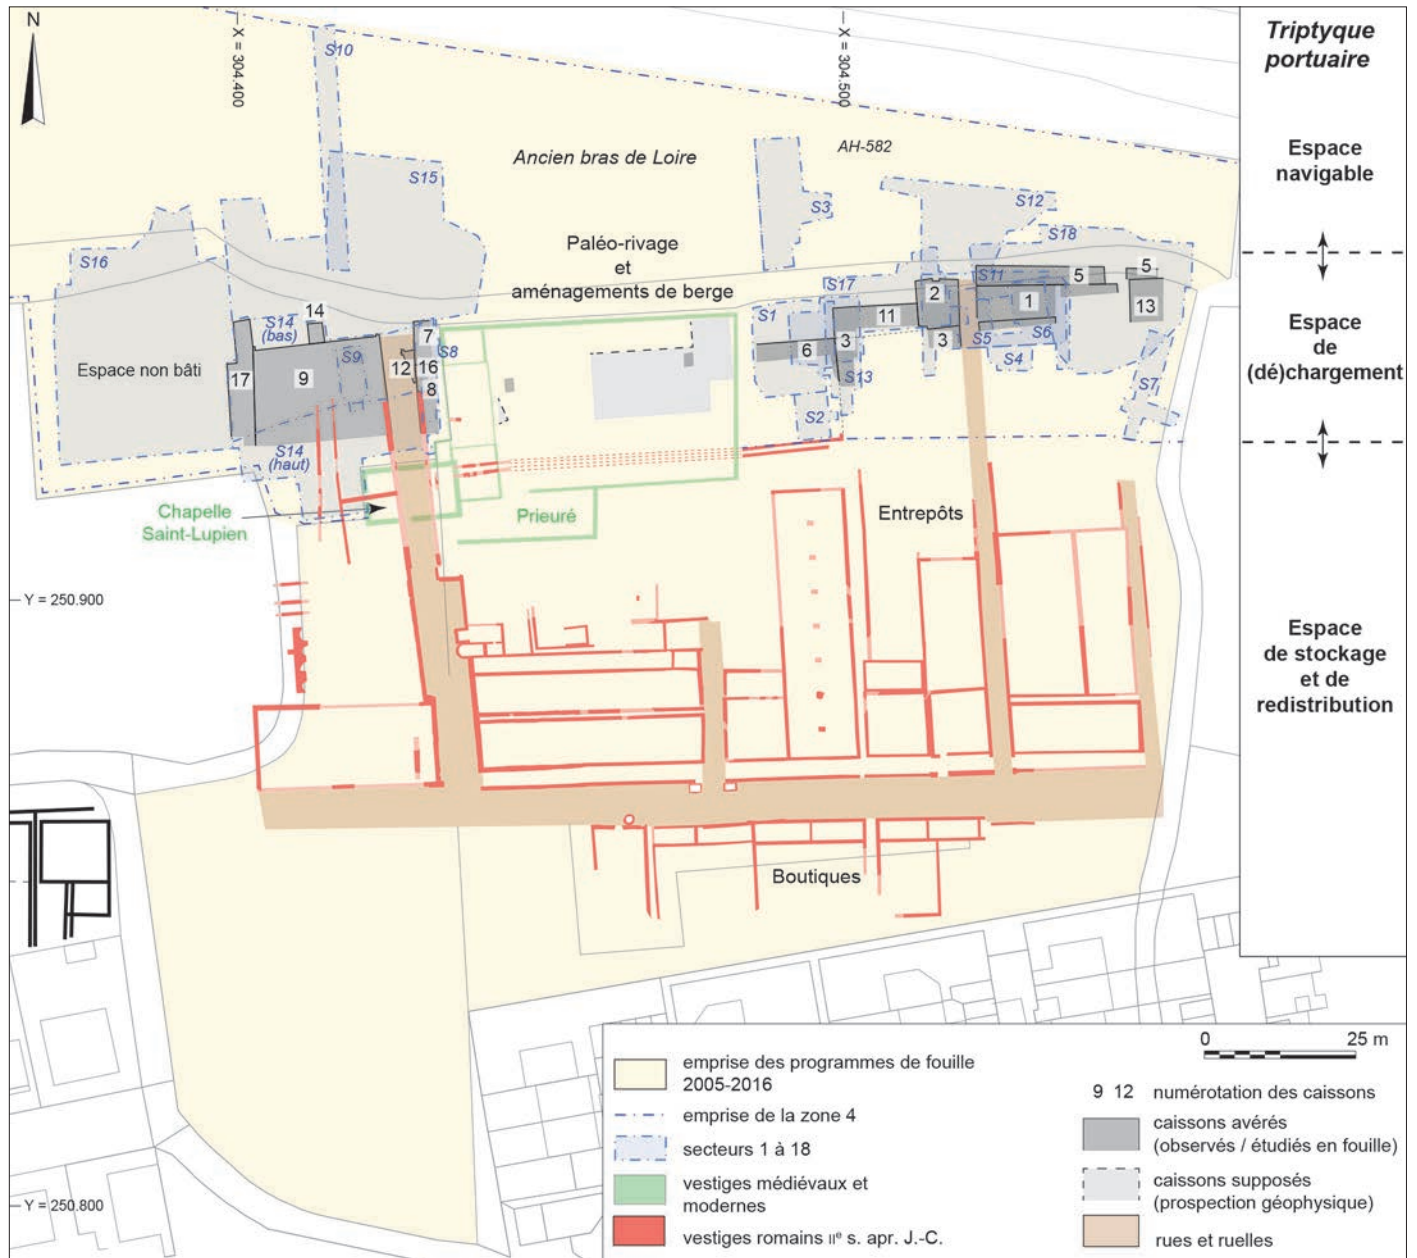 N
X = 304.400
X = 304.500
Triptyque
portuaire
S10
Ancien bras de Loire
AH-582
Espace
navigable
S15
S3
S12
S16
S18
Paléo-rivage
et
aménagements de berge
S11
5
5
S17
2
1
13
14
S14
(bas)
7
S1
11
Espace non bâti
17
9
S9
12
16
S8
8
6
3
3
S5
S6
S4
S13
S7
S2
Espace
de
(dé)chargement
S14
(haut)
Chapelle
Saint-Lupien
Prieuré
Entrepôts
Y = 250.900
Espace
de stockage
et de
redistribution
Boutiques
Y = 250.800
emprise des programmes de fouille
2005-2016
emprise de la zone 4
secteurs 1 à 18
vestiges médiévaux et
modernes
vestiges romains IIe s. apr. J.-C.
0 25 m
9 12 numérotation des caissons
caissons avérés
(observés / étudiés en fouille)
caissons supposés
(prospection géophysique)
rues et ruelles